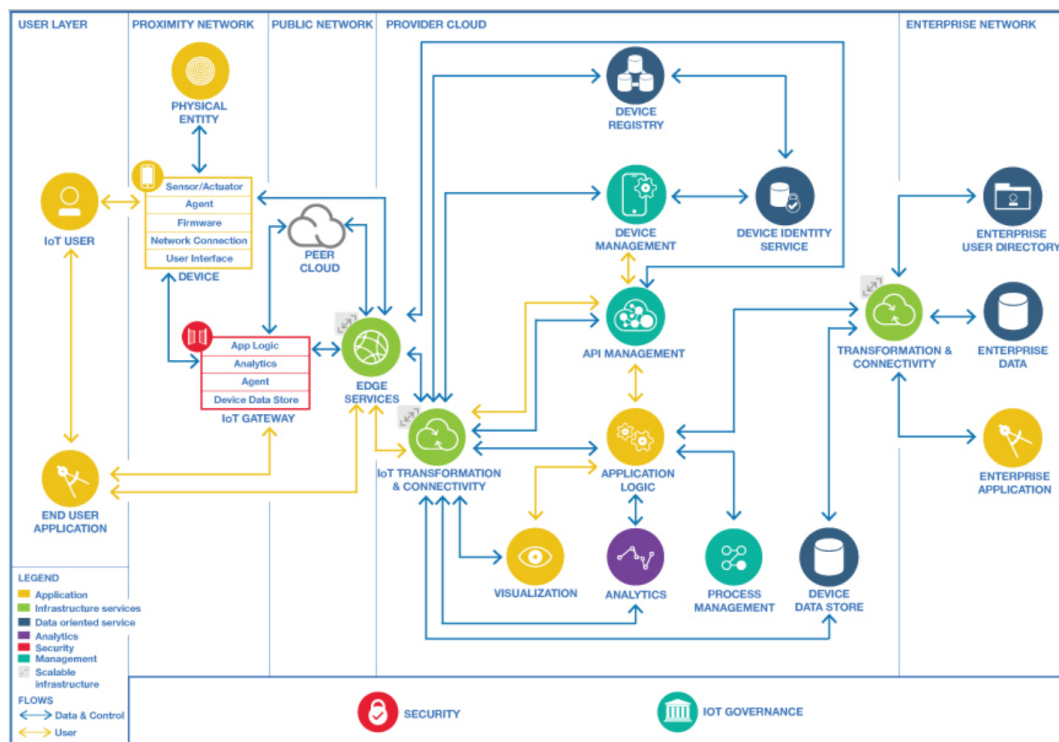 USER LAYER
PROXIMITY NETWORK
PUBLIC NETWORK
PROVIDER CLOUD
ENTERPRISE NETWORK
PHYSICAL
ENTITY
DEVICE
REGISTRY
IoT USER
Sensor/Actuator
Agent
Firmware
Network Connection
User Interface
DEVICE
PEER
CLOUD
DEVICE
MANAGEMENT
DEVICE IDENTITY
SERVICE
ENTERPRISE
USER DIRECTORY
App Logic
Analytics
Agent
Device Data Store
IoT GATEWAY
EDGE
SERVICES
API MANAGEMENT
TRANSFORMATION &
CONNECTIVITY
ENTERPRISE
DATA
END USER
APPLICATION
IoT TRANSFORMATION
& CONNECTIVITY
APPLICATION
LOGIC
ENTERPRISE
APPLICATION
VISUALIZATION
ANALYTICS
PROCESS
MANAGEMENT
DEVICE
DATA STORE
LEGEND
Application
Infrastructure services
Data oriented service
Analytics
Security
Management
Scalable
infrastructure
FLOWS
Data & Control
User
SECURITY
IOT GOVERNANCE